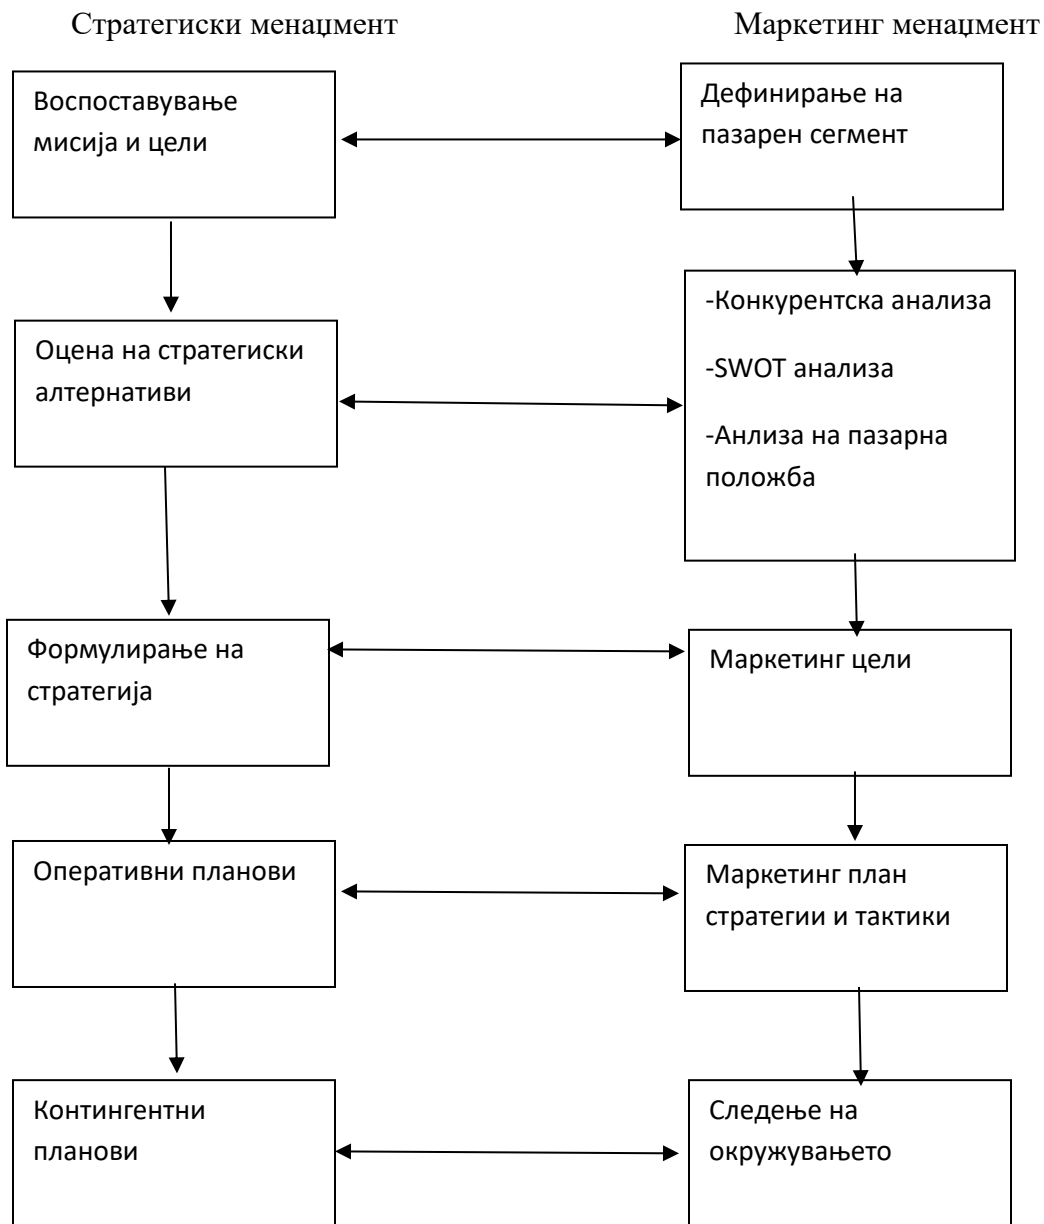 Стратегиски менаџмент
Маркетинг менаџмент
Воспоставување
мисија и цели
Дефинирање на
пазарен сегмент
Оцена на стратегиски
алтернативи
-Конкурентска анализа
-SWOT анализа
-Анлиза на пазарна
положба
Формулирање на
стратегија
Маркетинг цели
Оперативни планови
Маркетинг план
стратегии и тактики
Контингентни
планови
Следење на
окружувањето